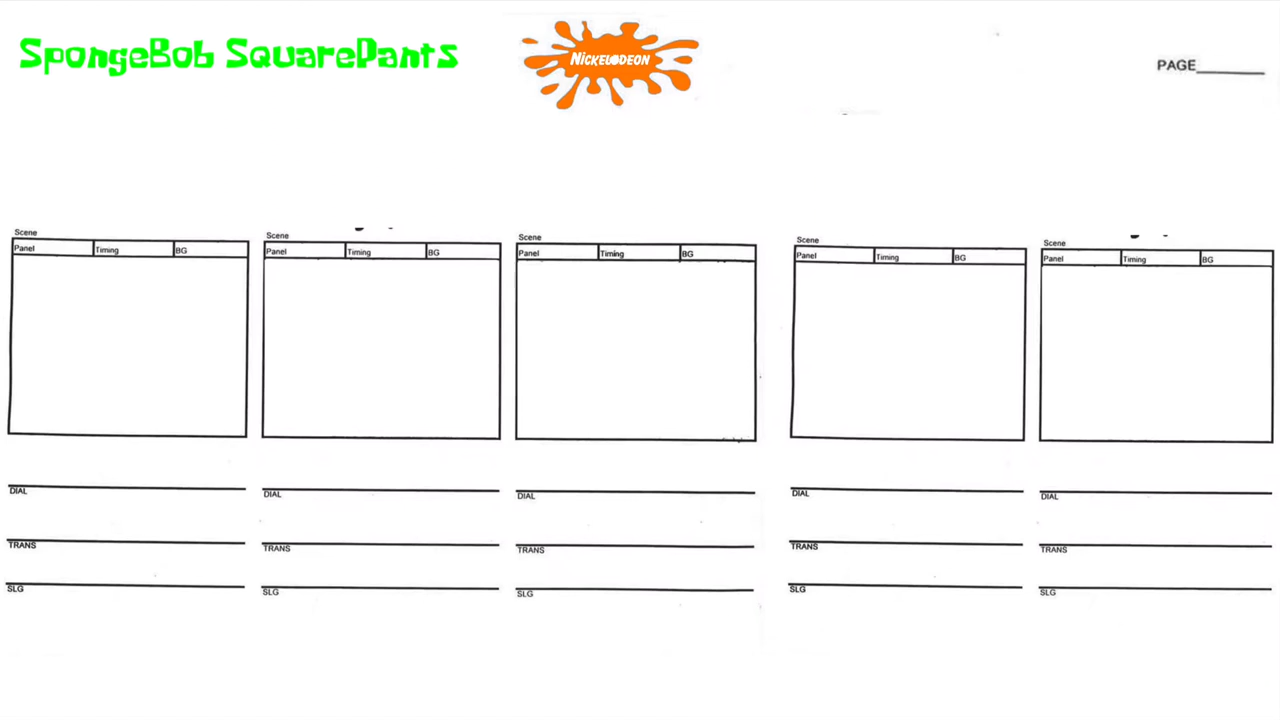 SpongeBob SquarePants
NICKELODEON
PAGE
Scene
Panel Timing BG
Scene
Panel Timing BG
Scene
Panel Timing BG
Scene
Panel Timing BG
Scene
Panel Timing BG
DIAL DIAL DIAL DIAL DIAL
TRANS TRANS TRANS TRANS TRANS
SLG SLG SLG SLG SLG